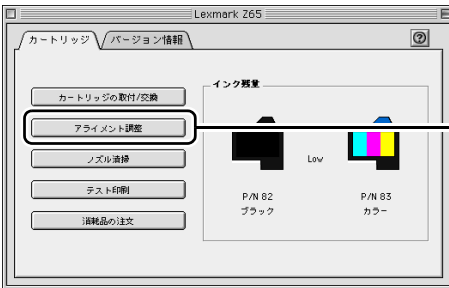 Lexmark Z65
カートリッジ
バージョン情報
カートリッジの取付/交換
アライメント調整
ノズル清掃
テスト印刷
消耗品の注文
インク残量
Low
P/N 82
ブラック
P/N 83
カラー